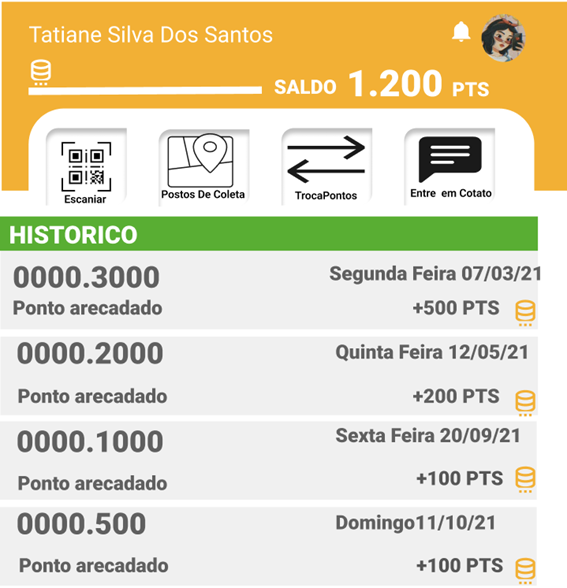 Tatiane Silva Dos Santos
SALDO 1.200 PTS
Escaniar
Postos De Coleta
TrocaPontos
Entre em Cotato
HISTORICO
0000.3000
Segunda Feira 07/03/21
Ponto arecadado
+500 PTS
0000.2000
Quinta Feira 12/05/21
Ponto arecadado
+200 PTS
0000.1000
Sexta Feira 20/09/21
Ponto arecadado
+100 PTS
0000.500
Domingo11/10/21
Ponto arecadado
+100 PTS